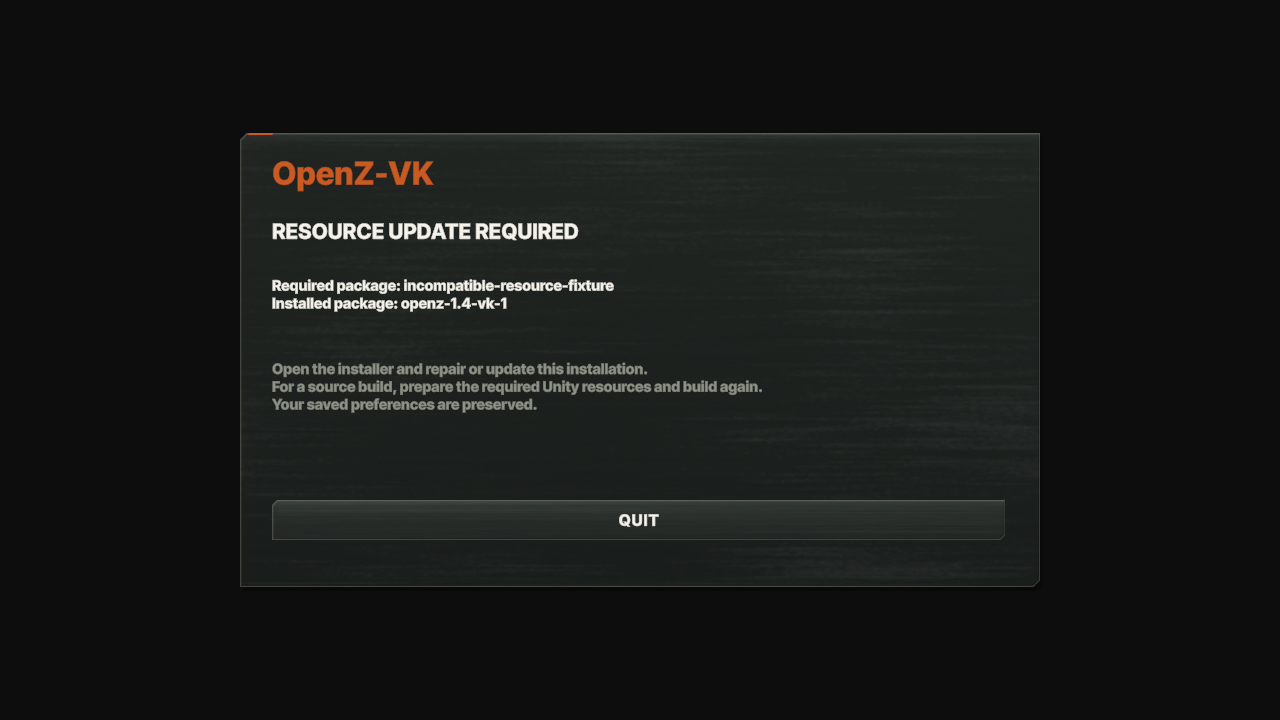 OpenZ-VK
RESOURCE UPDATE REQUIRED
Required package: incompatible-resource-fixture
Installed package: openz-1.4-vk-1
Open the installer and repair or update this installation.
For a source build, prepare the required Unity resources and build again.
Your saved preferences are preserved.
QUIT